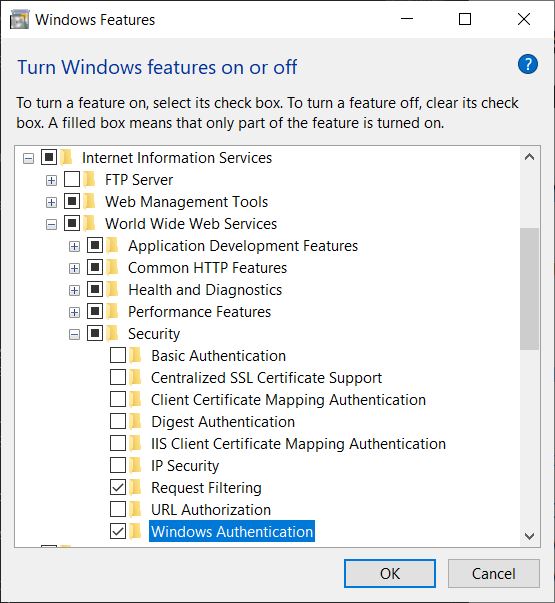 Windows Features
Turn Windows features on or off
?
To turn a feature on, select its check box. To turn a feature off, clear its check
box. A filled box means that only part of the feature is turned on.
Internet Information Services
FTP Server
Web Management Tools
World Wide Web Services
Application Development Features
Common HTTP Features
Health and Diagnostics
Performance Features
Security
Basic Authentication
Centralized SSL Certificate Support
Client Certificate Mapping Authentication
Digest Authentication
IIS Client Certificate Mapping Authentication
IP Security
Request Filtering
URL Authorization
Windows Authentication
OK Cancel